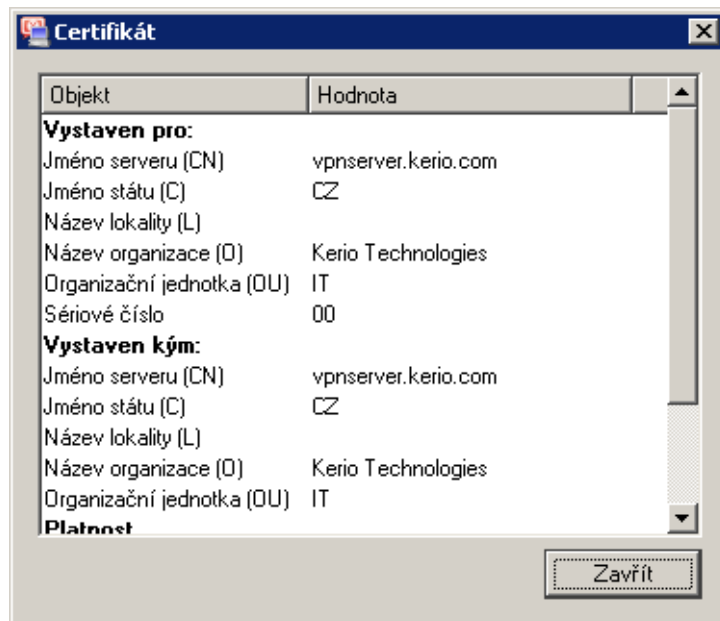 Certifikát
Objekt Hodnota
Vystaven pro:
Jméno serveru (CN) vpnserver.kerio.com
Jméno státu (C) CZ
Název lokality (L)
Název organizace (O) Kerio Technologies
Organizační jednotka (OU) IT
Sériové číslo 00
Vystaven kým:
Jméno serveru (CN) vpnserver.kerio.com
Jméno státu (C) CZ
Název lokality (L)
Název organizace (O) Kerio Technologies
Organizační jednotka (OU) IT
Platnost
Zavřít